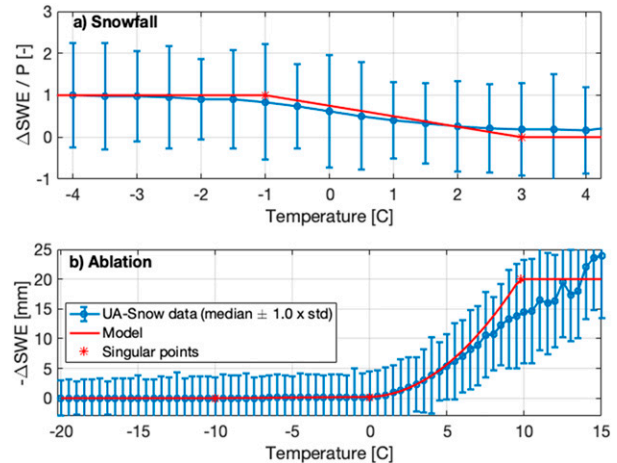 a) Snowfall
3
2
1
0
-1
ΔSWE / P [-]
-4 -3 -2 -1 0 1 2 3 4
Temperature [C]
b) Ablation
25
20
15
10
5
0
-ΔSWE [mm]
UA-Snow data (median ± 1.0 x std)
Model
Singular points
-20 -15 -10 -5 0 5 10 15
Temperature [C]